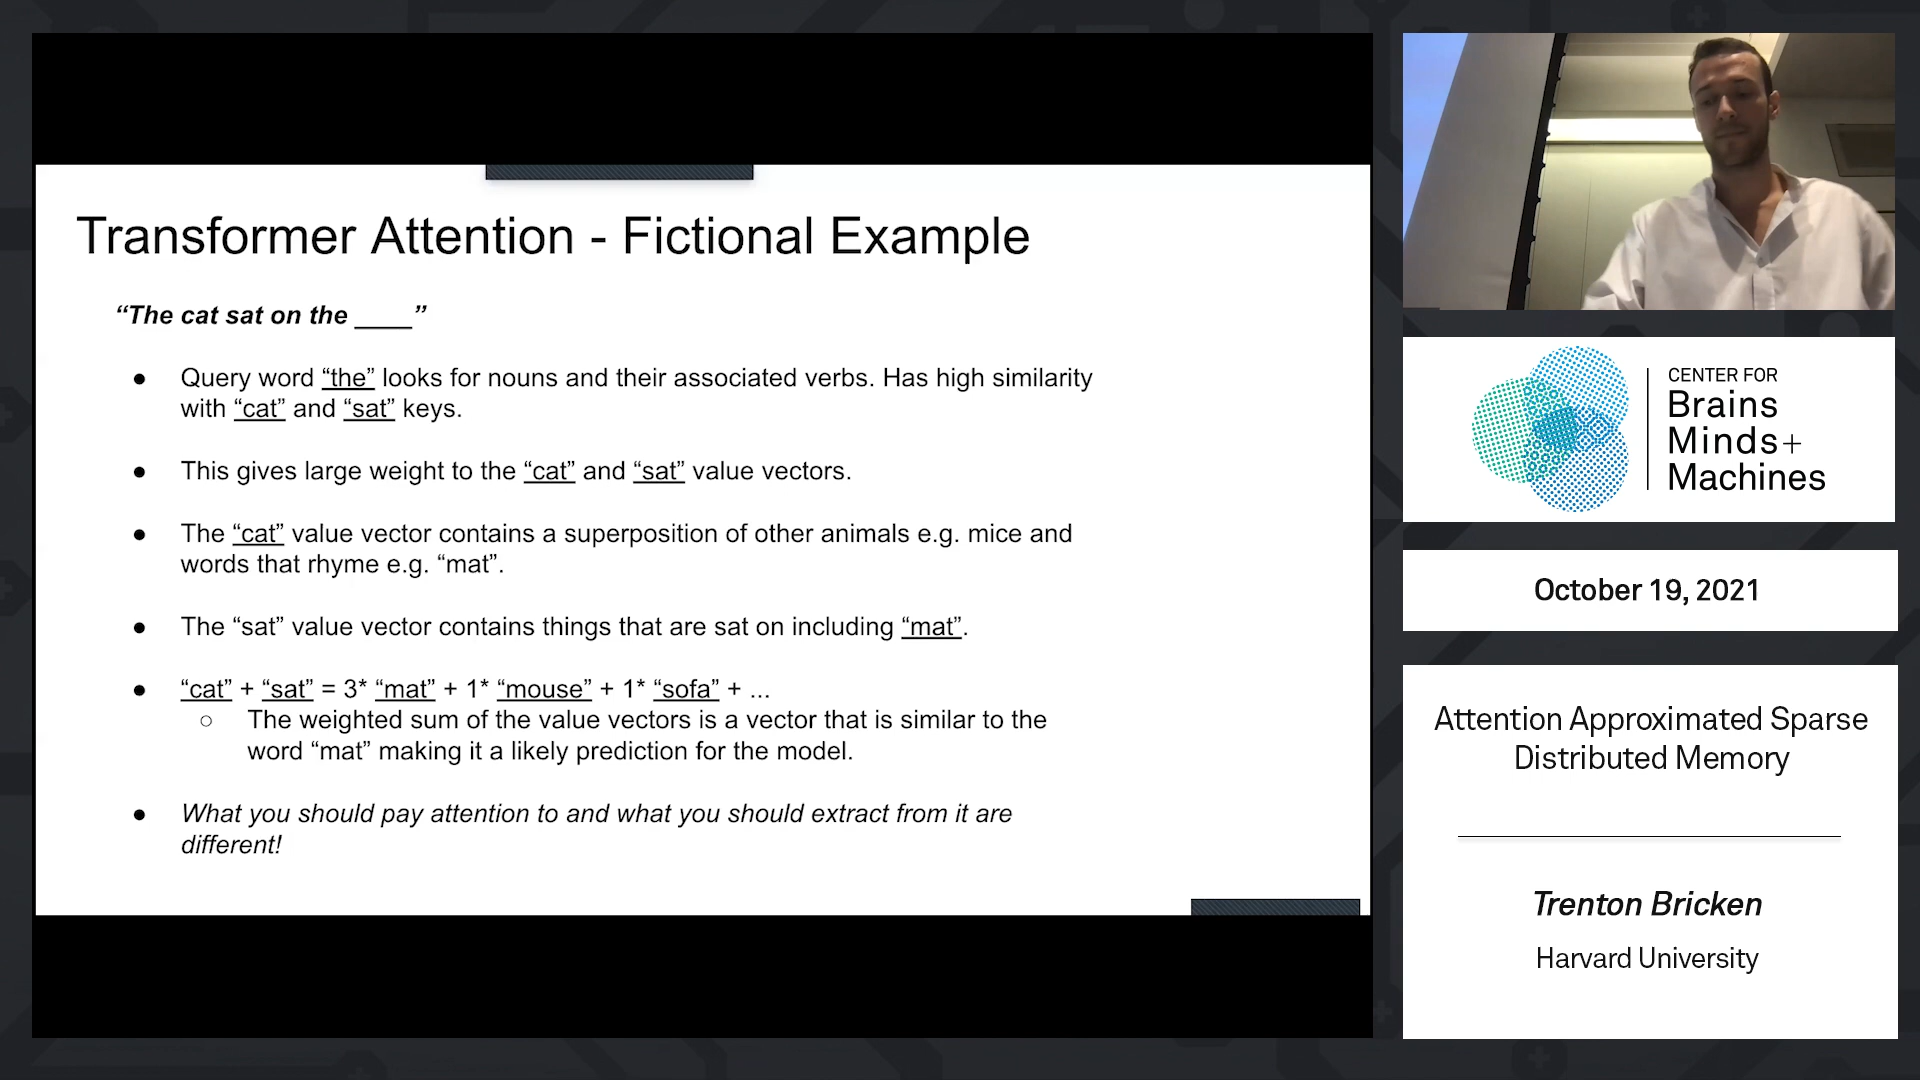 Transformer Attention - Fictional Example
“The cat sat on the ____”
● Query word “the” looks for nouns and their associated verbs. Has high similarity
with “cat” and “sat” keys.
● This gives large weight to the “cat” and “sat” value vectors.
● The “cat” value vector contains a superposition of other animals e.g. mice and
words that rhyme e.g. “mat”.
● The “sat” value vector contains things that are sat on including “mat”.
● “cat” + “sat” = 3* “mat” + 1* “mouse” + 1* “sofa” + ...
○ The weighted sum of the value vectors is a vector that is similar to the
word “mat” making it a likely prediction for the model.
● What you should pay attention to and what you should extract from it are
different!
CENTER FOR
Brains
Minds+
Machines
October 19, 2021
Attention Approximated Sparse
Distributed Memory
Trenton Bricken
Harvard University